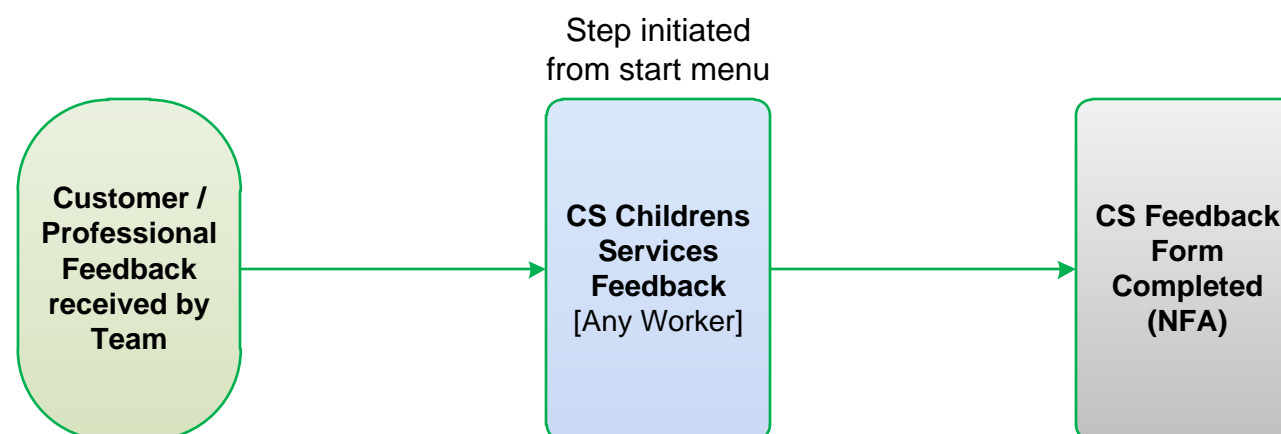 Step initiated
from start menu
Customer /
Professional
Feedback
received by
Team
CS Childrens
Services
Feedback
[Any Worker]
CS Feedback
Form
Completed
(NFA)